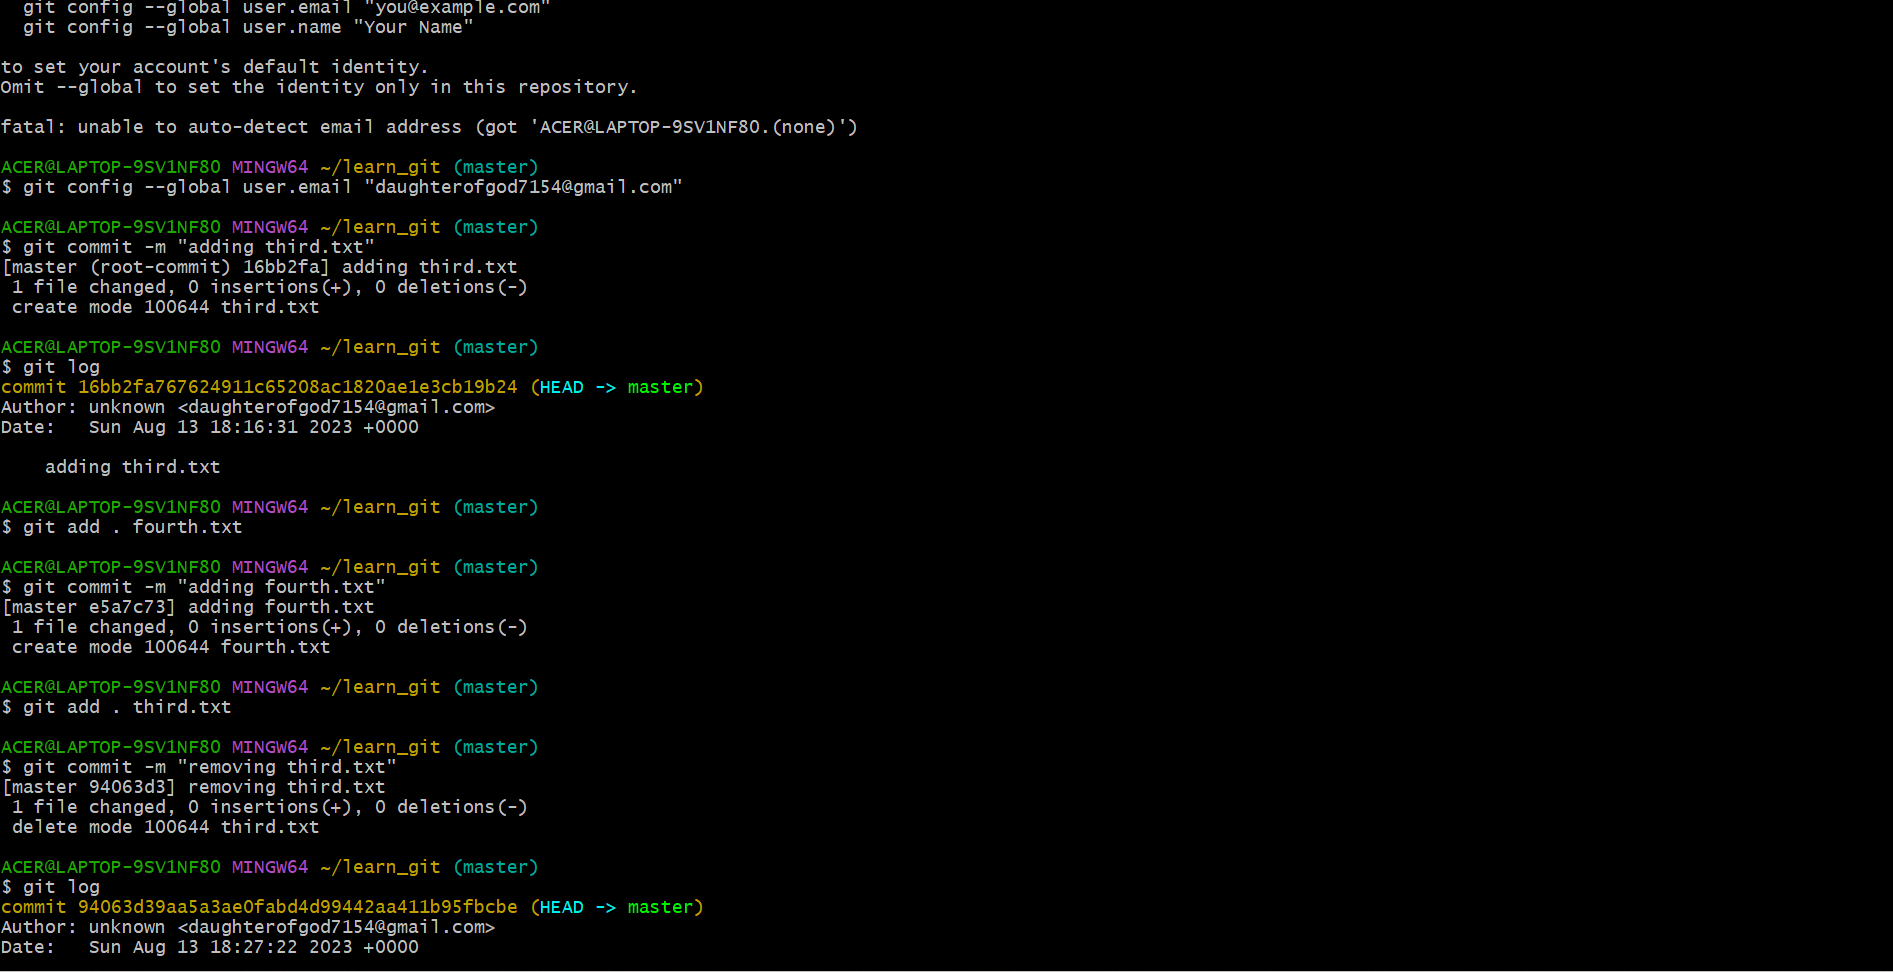 git config --global user.email "you@example.com"
  git config --global user.name "Your Name"

to set your account's default identity.
Omit --global to set the identity only in this repository.

fatal: unable to auto-detect email address (got 'ACER@LAPTOP-9SV1NF80.(none)')

ACER@LAPTOP-9SV1NF80 MINGW64 ~/learn_git (master)
$ git config --global user.email "daughterofgod7154@gmail.com"

ACER@LAPTOP-9SV1NF80 MINGW64 ~/learn_git (master)
$ git commit -m "adding third.txt"
[master (root-commit) 16bb2fa] adding third.txt
 1 file changed, 0 insertions(+), 0 deletions(-)
 create mode 100644 third.txt

ACER@LAPTOP-9SV1NF80 MINGW64 ~/learn_git (master)
$ git log
commit 16bb2fa767624911c65208ac1820ae1e3cb19b24 (HEAD -> master)
Author: unknown <daughterofgod7154@gmail.com>
Date:   Sun Aug 13 18:16:31 2023 +0000

    adding third.txt

ACER@LAPTOP-9SV1NF80 MINGW64 ~/learn_git (master)
$ git add . fourth.txt

ACER@LAPTOP-9SV1NF80 MINGW64 ~/learn_git (master)
$ git commit -m "adding fourth.txt"
[master e5a7c73] adding fourth.txt
 1 file changed, 0 insertions(+), 0 deletions(-)
 create mode 100644 fourth.txt

ACER@LAPTOP-9SV1NF80 MINGW64 ~/learn_git (master)
$ git add . third.txt

ACER@LAPTOP-9SV1NF80 MINGW64 ~/learn_git (master)
$ git commit -m "removing third.txt"
[master 94063d3] removing third.txt
 1 file changed, 0 insertions(+), 0 deletions(-)
 delete mode 100644 third.txt

ACER@LAPTOP-9SV1NF80 MINGW64 ~/learn_git (master)
$ git log
commit 94063d39aa5a3ae0fabd4d99442aa411b95fbcbe (HEAD -> master)
Author: unknown <daughterofgod7154@gmail.com>
Date:   Sun Aug 13 18:27:22 2023 +0000